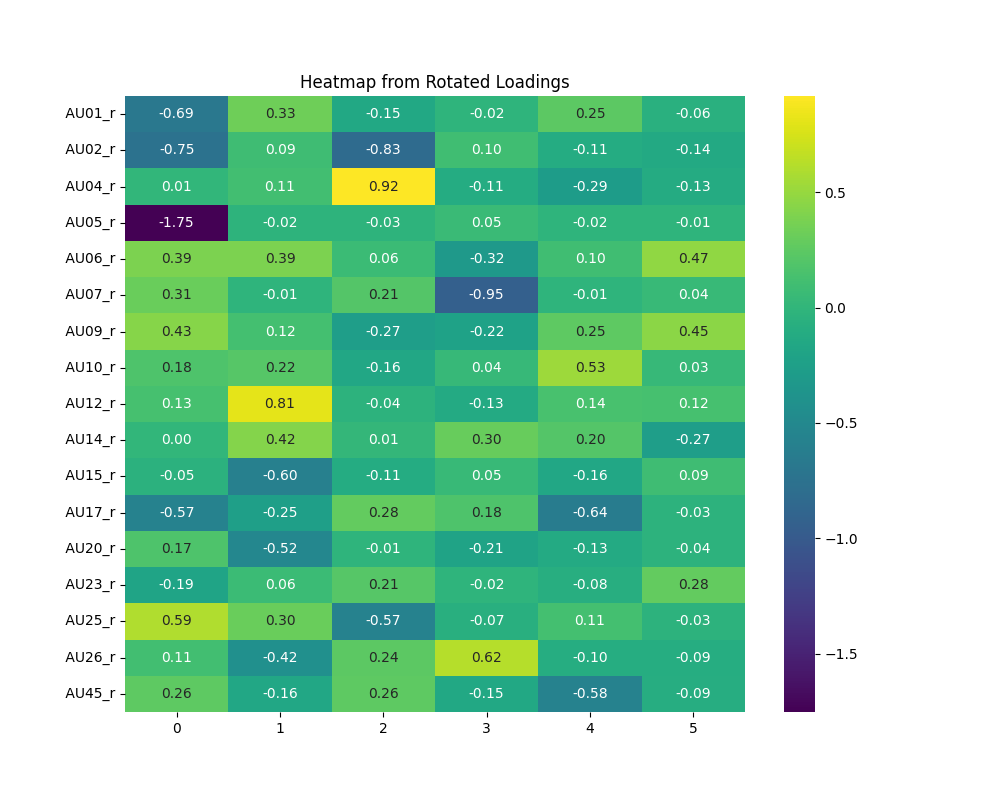 Heatmap from Rotated Loadings
AU01_r -0.69 0.33 -0.15 -0.02 0.25 -0.06
AU02_r -0.75 0.09 -0.83 0.10 -0.11 -0.14
AU04_r 0.01 0.11 0.92 -0.11 -0.29 -0.13
AU05_r -1.75 -0.02 -0.03 0.05 -0.02 -0.01
AU06_r 0.39 0.39 0.06 -0.32 0.10 0.47
AU07_r 0.31 -0.01 0.21 -0.95 -0.01 0.04
AU09_r 0.43 0.12 -0.27 -0.22 0.25 0.45
AU10_r 0.18 0.22 -0.16 0.04 0.53 0.03
AU12_r 0.13 0.81 -0.04 -0.13 0.14 0.12
AU14_r 0.00 0.42 0.01 0.30 0.20 -0.27
AU15_r -0.05 -0.60 -0.11 0.05 -0.16 0.09
AU17_r -0.57 -0.25 0.28 0.18 -0.64 -0.03
AU20_r 0.17 -0.52 -0.01 -0.21 -0.13 -0.04
AU23_r -0.19 0.06 0.21 -0.02 -0.08 0.28
AU25_r 0.59 0.30 -0.57 -0.07 0.11 -0.03
AU26_r 0.11 -0.42 0.24 0.62 -0.10 -0.09
AU45_r 0.26 -0.16 0.26 -0.15 -0.58 -0.09
0 1 2 3 4 5
0.5
0.0
−0.5
−1.0
−1.5